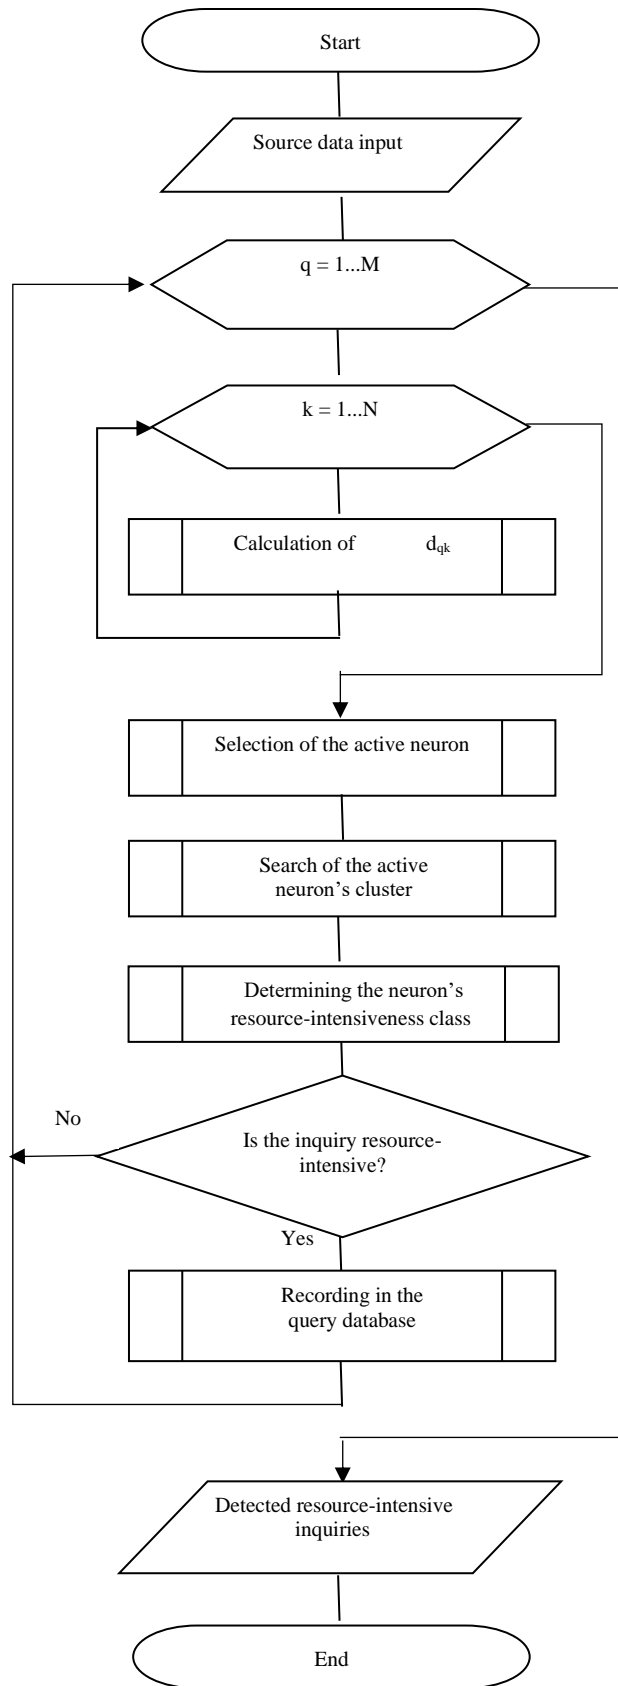 Start
Source data input
q = 1...M
k = 1...N
Calculation of d_qk
Selection of the active neuron
Search of the active
neuron's cluster
Determining the neuron's
resource-intensiveness class
No
Is the inquiry resource-
intensive?
Yes
Recording in the
query database
Detected resource-intensive
inquiries
End